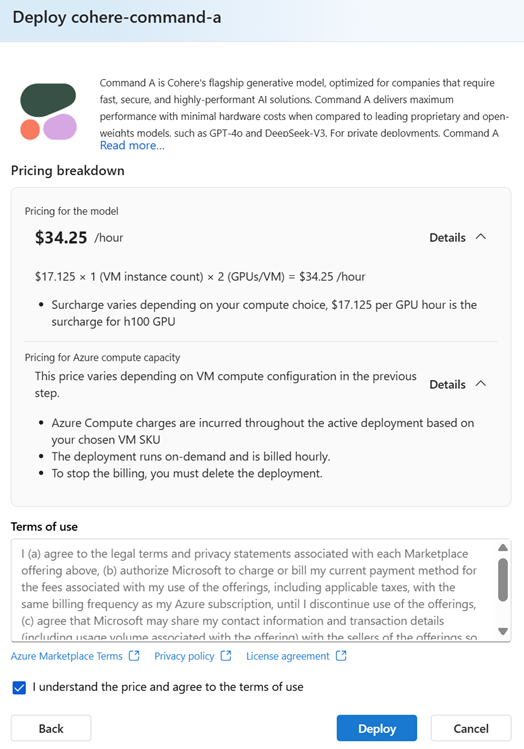 Deploy cohere-command-a
Command A is Cohere's flagship generative model, optimized for companies that require
fast, secure, and highly-performant AI solutions. Command A delivers maximum
performance with minimal hardware costs when compared to leading proprietary and open-
weights models, such as GPT-4o and DeepSeek-V3. For private deployments, Command A
Read more...
Pricing breakdown
Pricing for the model
$34.25 /hour
Details
$17.125 × 1 (VM instance count) × 2 (GPUs/VM) = $34.25 /hour
• Surcharge varies depending on your compute choice, $17.125 per GPU hour is the
surcharge for h100 GPU
Pricing for Azure compute capacity
This price varies depending on VM compute configuration in the previous
step.
Details
• Azure Compute charges are incurred throughout the active deployment based on
your chosen VM SKU
• The deployment runs on-demand and is billed hourly.
• To stop the billing, you must delete the deployment.
Terms of use
I (a) agree to the legal terms and privacy statements associated with each Marketplace
offering above, (b) authorize Microsoft to charge or bill my current payment method for
the fees associated with my use of the offerings, including applicable taxes, with the
same billing frequency as my Azure subscription, until I discontinue use of the offerings,
(c) agree that Microsoft may share my contact information and transaction details
(including usage volume associated with the offering) with the sellers of the offerings so
Azure Marketplace Terms Privacy policy License agreement
I understand the price and agree to the terms of use
Back Deploy Cancel